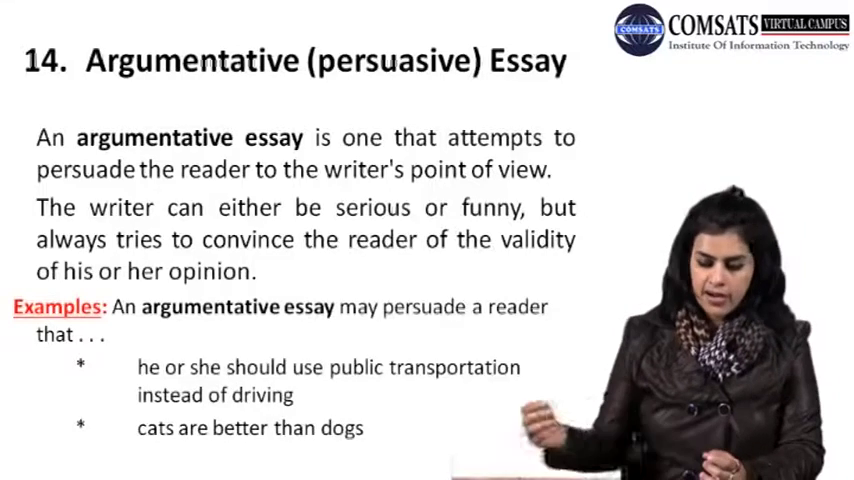 COMSATS VIRTUAL CAMPUS
COMSATS
Institute Of Information Technology
14. Argumentative (persuasive) Essay
An argumentative essay is one that attempts to
persuade the reader to the writer's point of view.
The writer can either be serious or funny, but
always tries to convince the reader of the validity
of his or her opinion.
Examples: An argumentative essay may persuade a reader
that . . .
* he or she should use public transportation
instead of driving
* cats are better than dogs